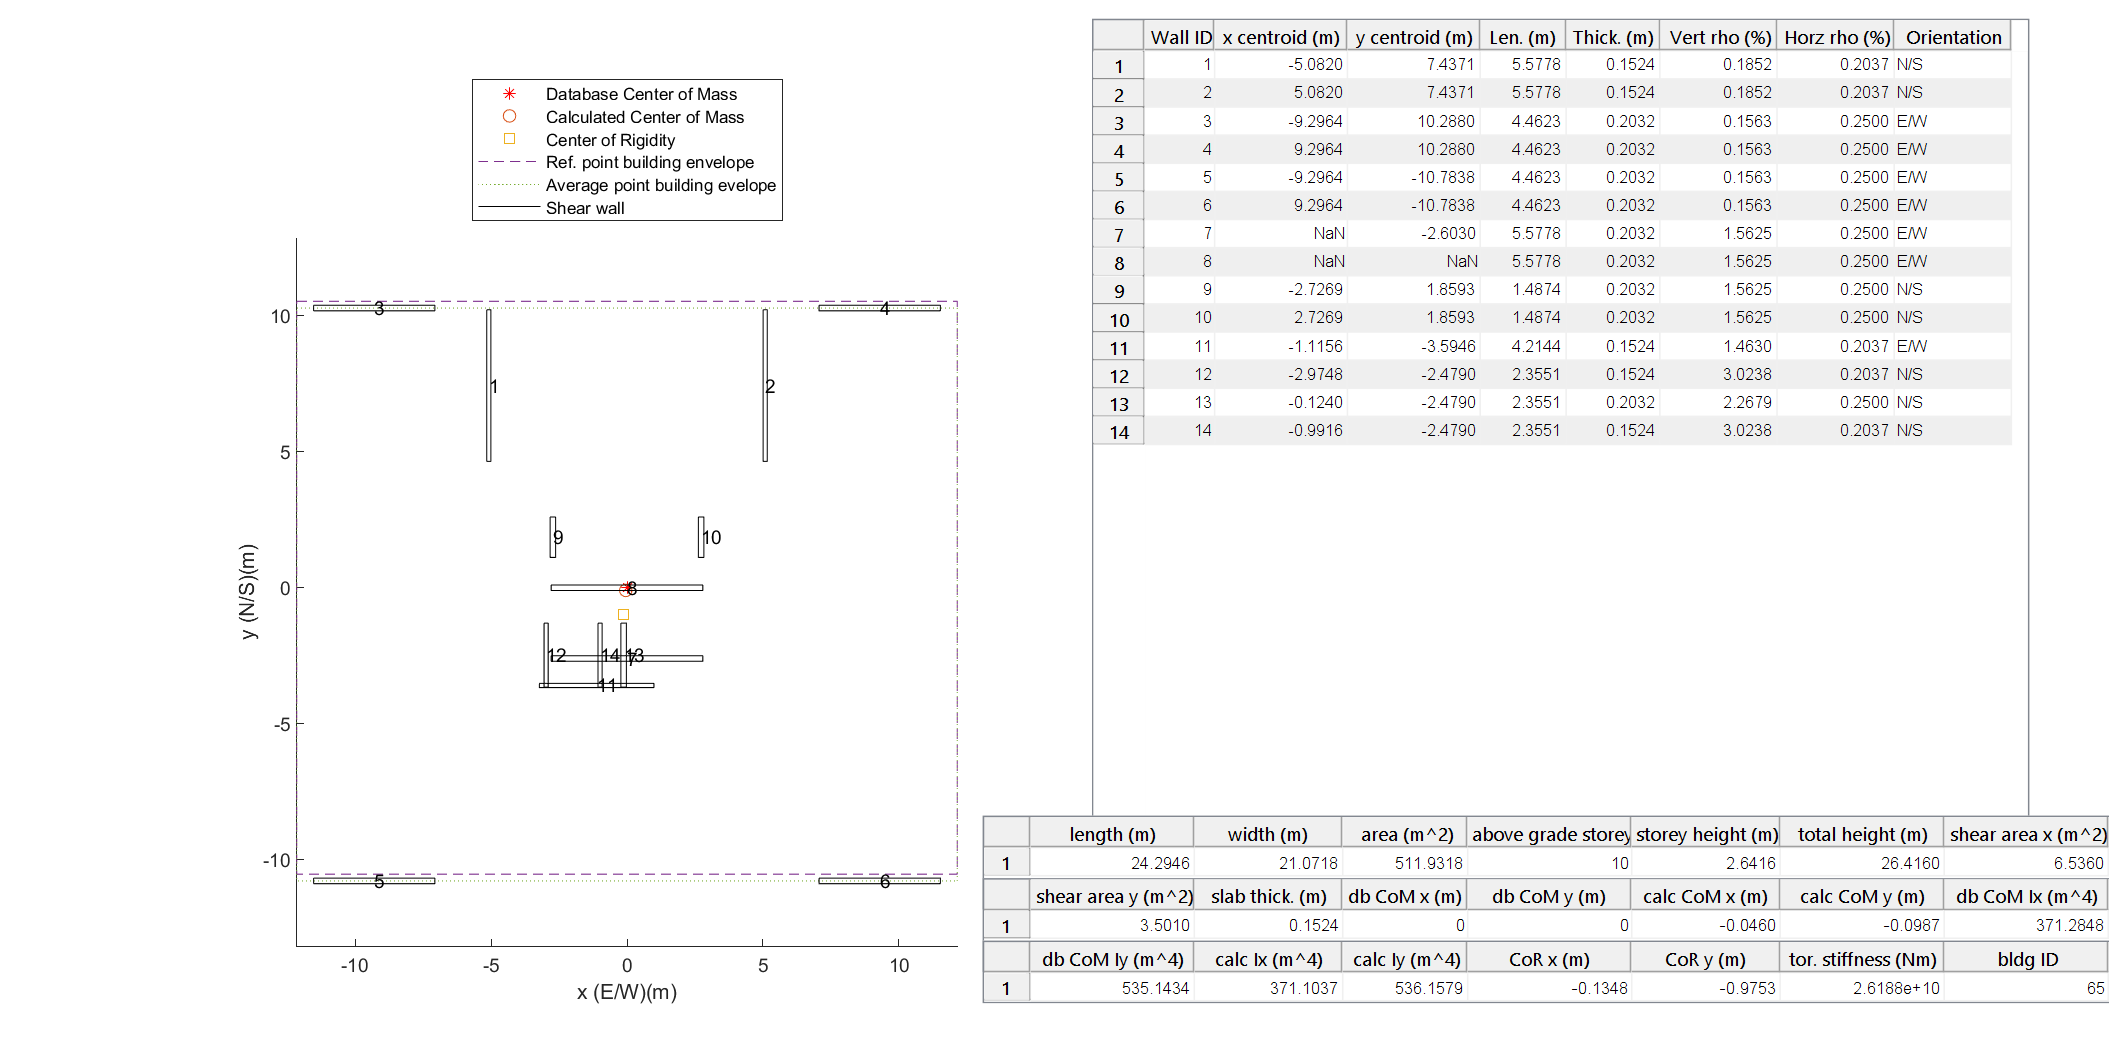 Database Center of Mass
Calculated Center of Mass
Center of Rigidity
Ref. point building envelope
Average point building evelope
Shear wall
10
5
0
-5
-10
y (N/S)(m)
-10
-5
0
5
10
x (E/W)(m)
3
4
1
2
9
10
8
12
14
13
7
11
5
6
Wall ID x centroid (m) y centroid (m) Len. (m) Thick. (m) Vert rho (%) Horz rho (%) Orientation
1 1 -5.0820 7.4371 5.5778 0.1524 0.1852 0.2037 N/S
2 2 5.0820 7.4371 5.5778 0.1524 0.1852 0.2037 N/S
3 3 -9.2964 10.2880 4.4623 0.2032 0.1563 0.2500 E/W
4 4 9.2964 10.2880 4.4623 0.2032 0.1563 0.2500 E/W
5 5 -9.2964 -10.7838 4.4623 0.2032 0.1563 0.2500 E/W
6 6 9.2964 -10.7838 4.4623 0.2032 0.1563 0.2500 E/W
7 7 NaN -2.6030 5.5778 0.2032 1.5625 0.2500 E/W
8 8 NaN NaN 5.5778 0.2032 1.5625 0.2500 E/W
9 9 -2.7269 1.8593 1.4874 0.2032 1.5625 0.2500 N/S
10 10 2.7269 1.8593 1.4874 0.2032 1.5625 0.2500 N/S
11 11 -1.1156 -3.5946 4.2144 0.1524 1.4630 0.2037 E/W
12 12 -2.9748 -2.4790 2.3551 0.1524 3.0238 0.2037 N/S
13 13 -0.1240 -2.4790 2.3551 0.2032 2.2679 0.2500 N/S
14 14 -0.9916 -2.4790 2.3551 0.1524 3.0238 0.2037 N/S
length (m) width (m) area (m^2) above grade storey storey height (m) total height (m) shear area x (m^2)
1 24.2946 21.0718 511.9318 10 2.6416 26.4160 6.5360
shear area y (m^2) slab thick. (m) db CoM x (m) db CoM y (m) calc CoM x (m) calc CoM y (m) db CoM Ix (m^4)
1 3.5010 0.1524 0 0 -0.0460 -0.0987 371.2848
db CoM Iy (m^4) calc Ix (m^4) calc Iy (m^4) CoR x (m) CoR y (m) tor. stiffness (Nm) bldg ID
1 535.1434 371.1037 536.1579 -0.1348 -0.9753 2.6188e+10 65